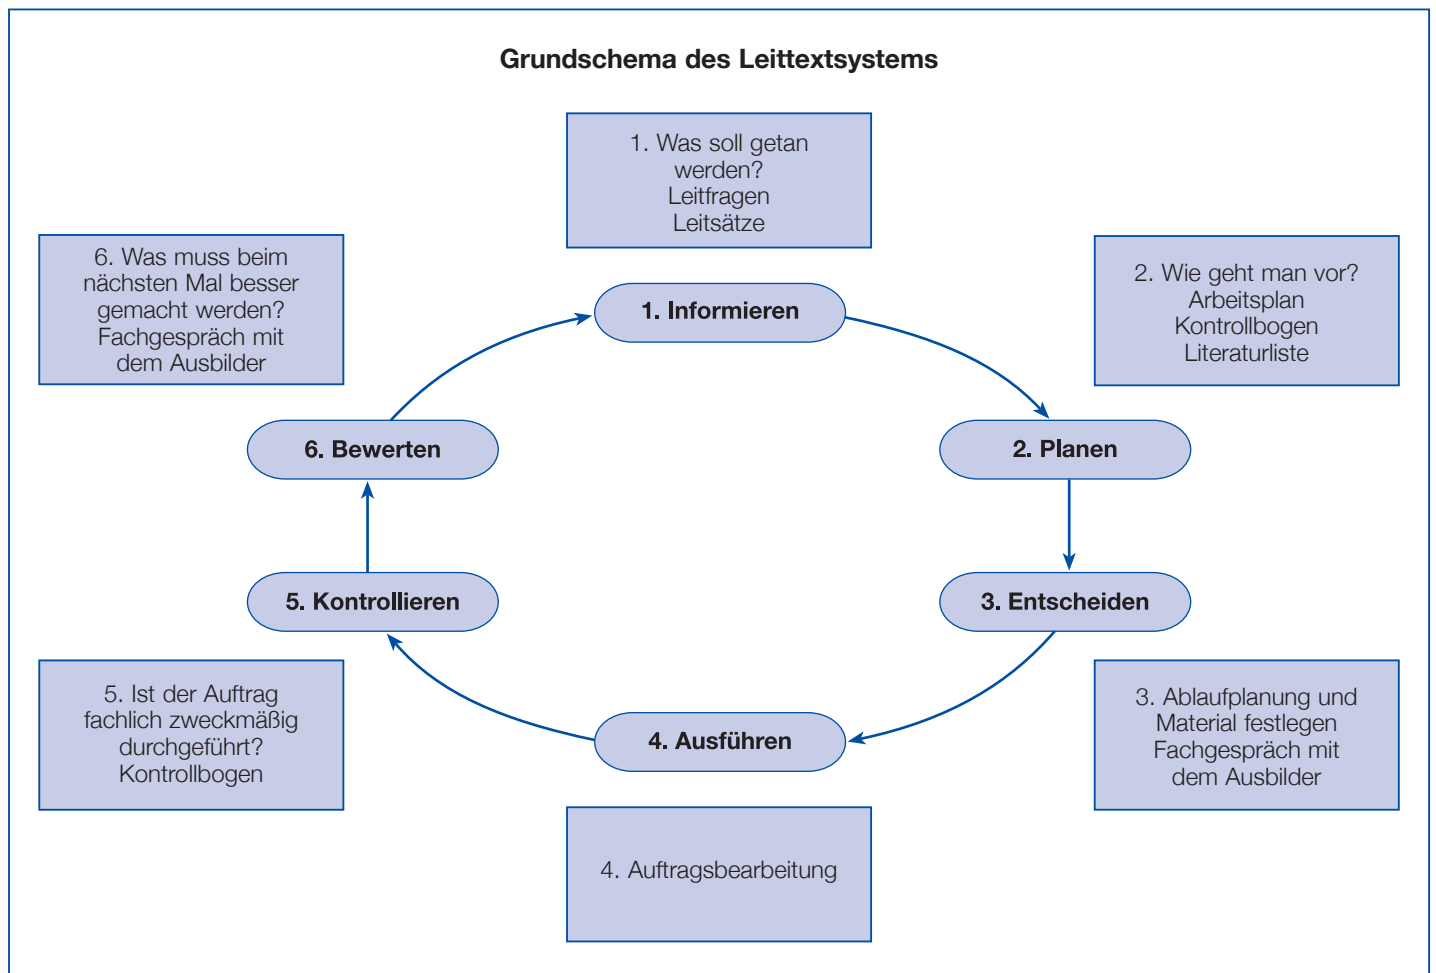 Grundschema des Leittextsystems
1. Was soll getan
werden?
Leitfragen
Leitsätze
6. Was muss beim
nächsten Mal besser
gemacht werden?
Fachgespräch mit
dem Ausbilder
2. Wie geht man vor?
Arbeitsplan
Kontrollbogen
Literaturliste
1. Informieren
6. Bewerten
2. Planen
5. Kontrollieren
3. Entscheiden
4. Ausführen
5. Ist der Auftrag
fachlich zweckmäßig
durchgeführt?
Kontrollbogen
3. Ablaufplanung und
Material festlegen
Fachgespräch mit
dem Ausbilder
4. Auftragsbearbeitung